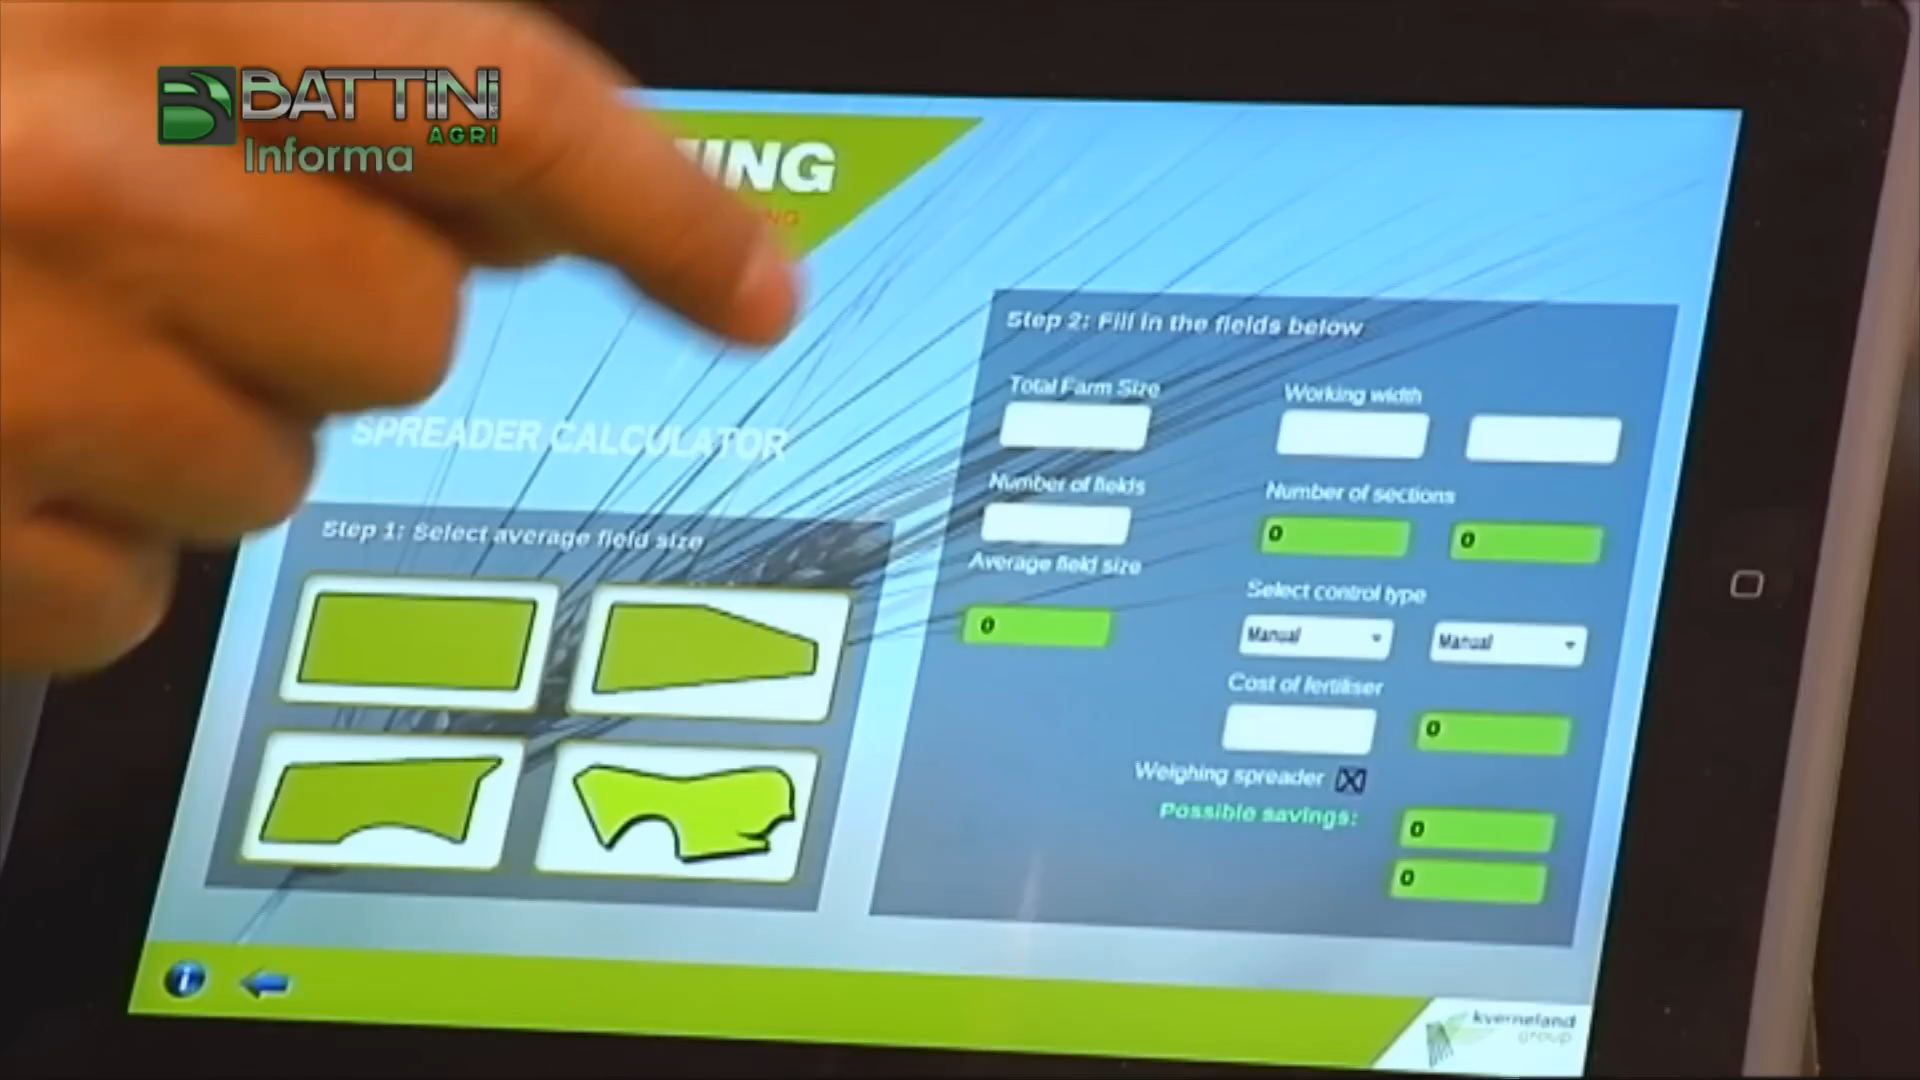 BATTINI
AGRI
Informa
ING
NG
SPREADER CALCULATOR
Step 1: Select average field size
Step 2: Fill in the fields below
Total Farm Size
Working width
Number of fields
Number of sections
0
0
Average field size
0
Select control type
Manual
Manual
Cost of fertiliser
0
Weighing spreader
Possible savings:
0
0
i
kverneland
group